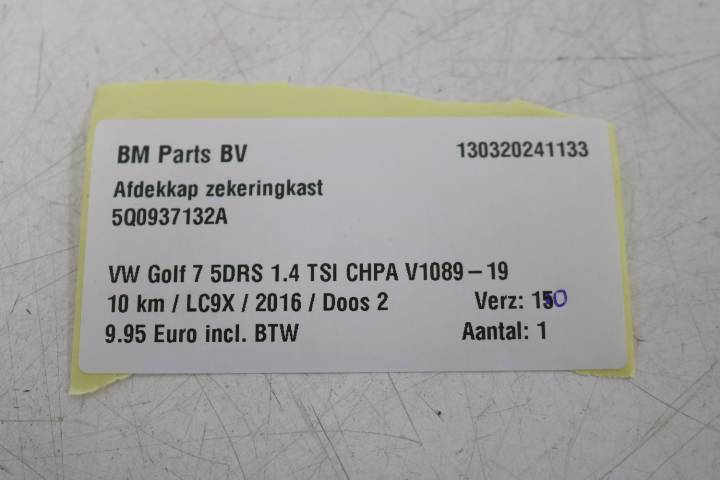 BM Parts BV 130320241133
Afdekkap zekeringkast
5Q0937132A
VW Golf 7 5DRS 1.4 TSI CHPA V1089-19
10 km / LC9X / 2016 / Doos 2 Verz: 150
9.95 Euro incl. BTW Aantal: 1